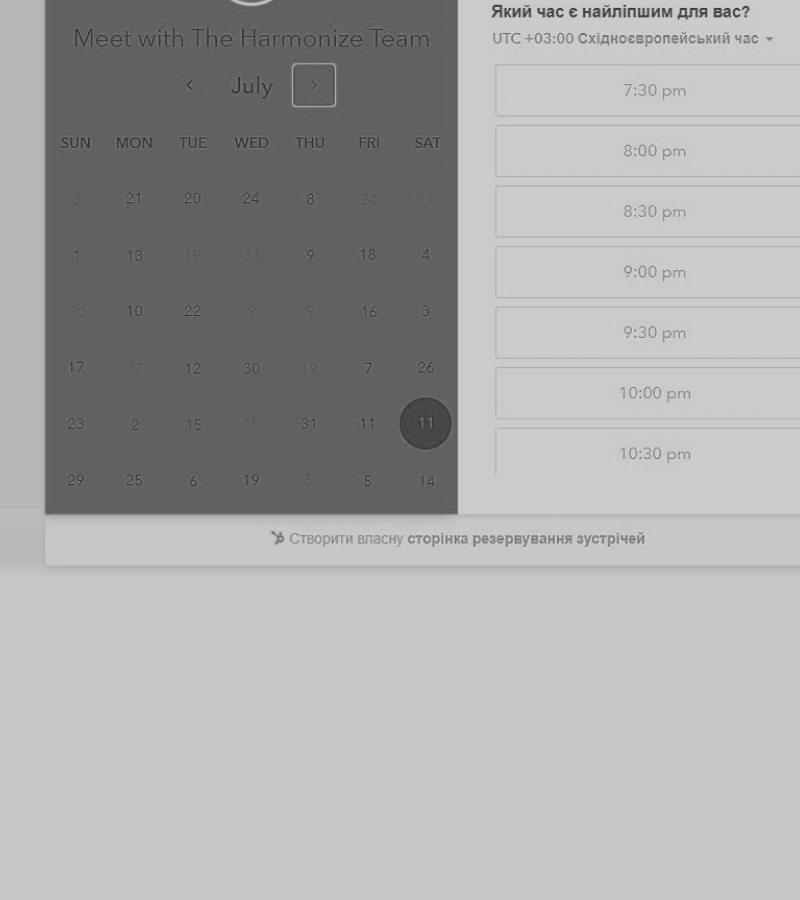 Meet with The Harmonize Team
July
SUN MON TUE WED THU FRI SAT
3 21 20 24 8 24 11
1 13 19 31 9 18 4
30 10 22 9 9 16 3
17 27 12 30 19 7 26
23 2 15 15 31 11 11
29 25 6 19 5 5 14
Який час є найліпшим для вас?
UTC +03:00 Східноєвропейський час
7:30 pm
8:00 pm
8:30 pm
9:00 pm
9:30 pm
10:00 pm
10:30 pm
Створити власну сторінка резервування зустрічей